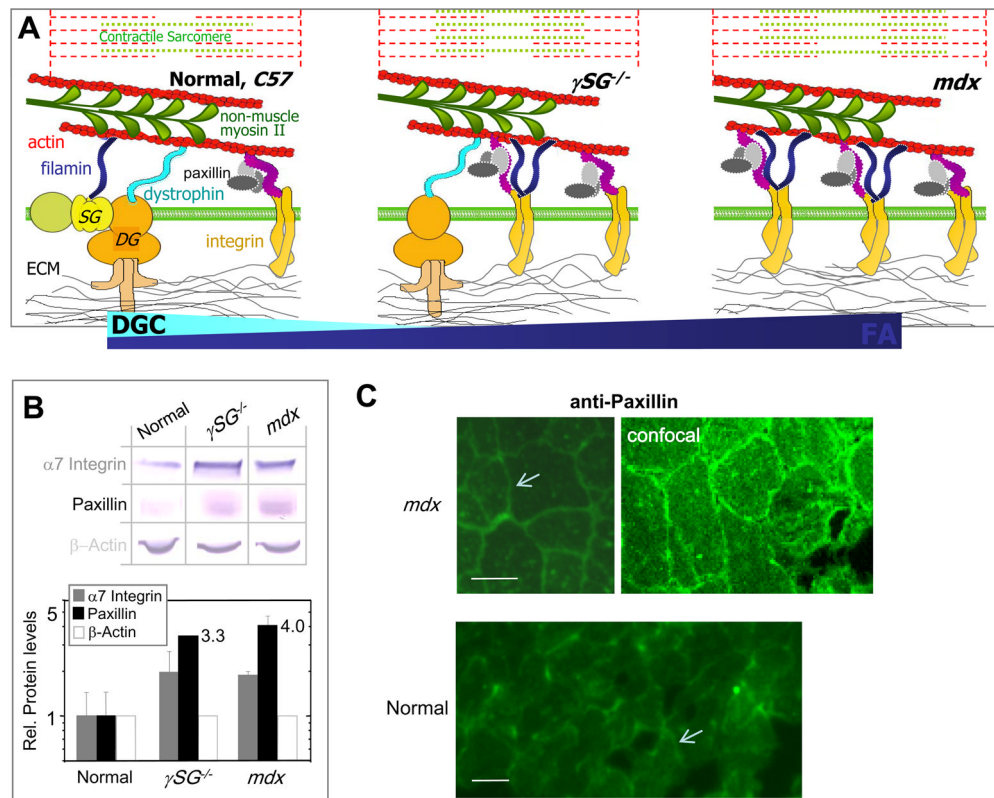 A
Contractile Sarcomere
Normal, C57
γSG-/-
mdx
non-muscle
myosin II
actin
filamin
paxillin
dystrophin
SG
DG
integrin
ECM
DGC
FA
B
Normal
γSG-/-
mdx
α7 Integrin
Paxillin
β–Actin
α7 Integrin
Paxillin
β-Actin
Rel. Protein levels
5
1
3.3
4.0
Normal
γSG-/-
mdx
C
anti-Paxillin
confocal
mdx
Normal